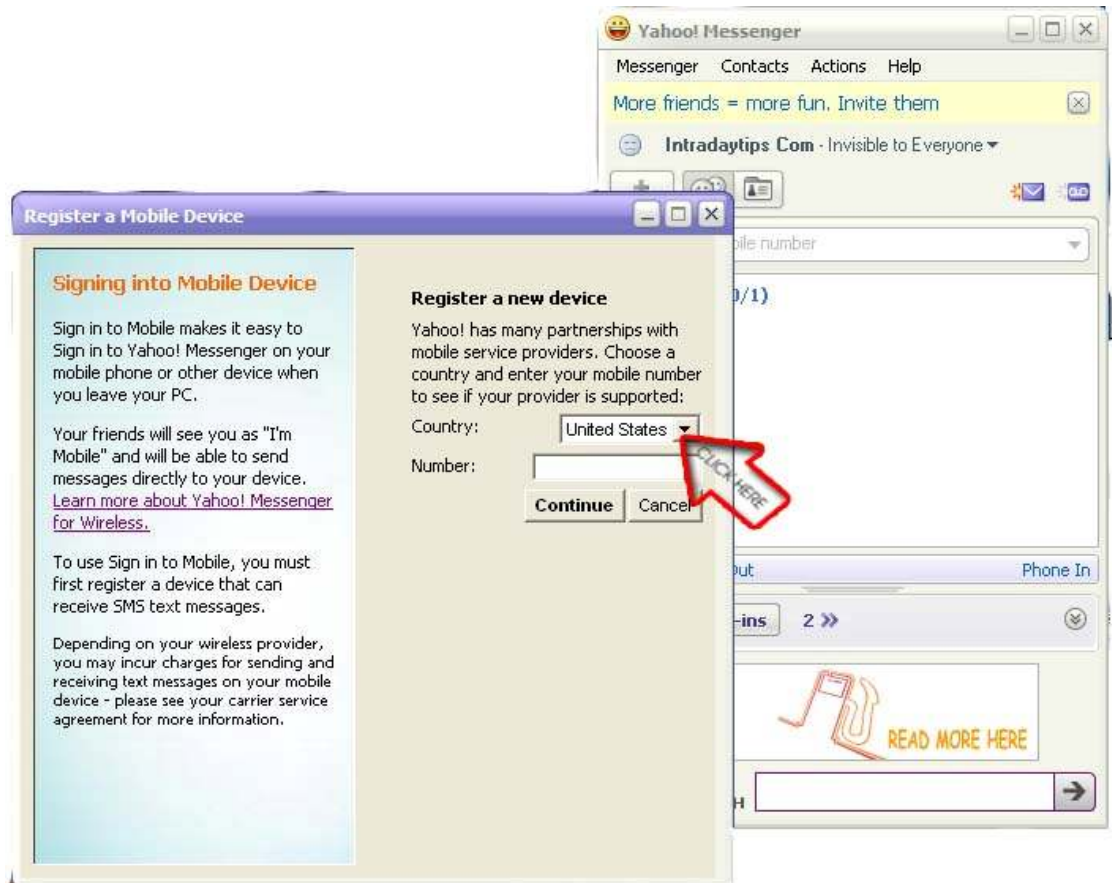 Yahoo! Messenger
Messenger Contacts Actions Help
More friends = more fun. Invite them
Intradaytips Com - Invisible to Everyone
bile number
0/1)
Register a Mobile Device
Signing into Mobile Device
Sign in to Mobile makes it easy to
Sign in to Yahoo! Messenger on your
mobile phone or other device when
you leave your PC.
Your friends will see you as "I'm
Mobile" and will be able to send
messages directly to your device.
Learn more about Yahoo! Messenger
for Wireless.
To use Sign in to Mobile, you must
first register a device that can
receive SMS text messages.
Depending on your wireless provider,
you may incur charges for sending and
receiving text messages on your mobile
device - please see your carrier service
agreement for more information.
Register a new device
Yahoo! has many partnerships with
mobile service providers. Choose a
country and enter your mobile number
to see if your provider is supported:
Country: United States
Number:
Continue Cancel
CLICK HERE
Out Phone In
-ins 2 »
READ MORE HERE
H